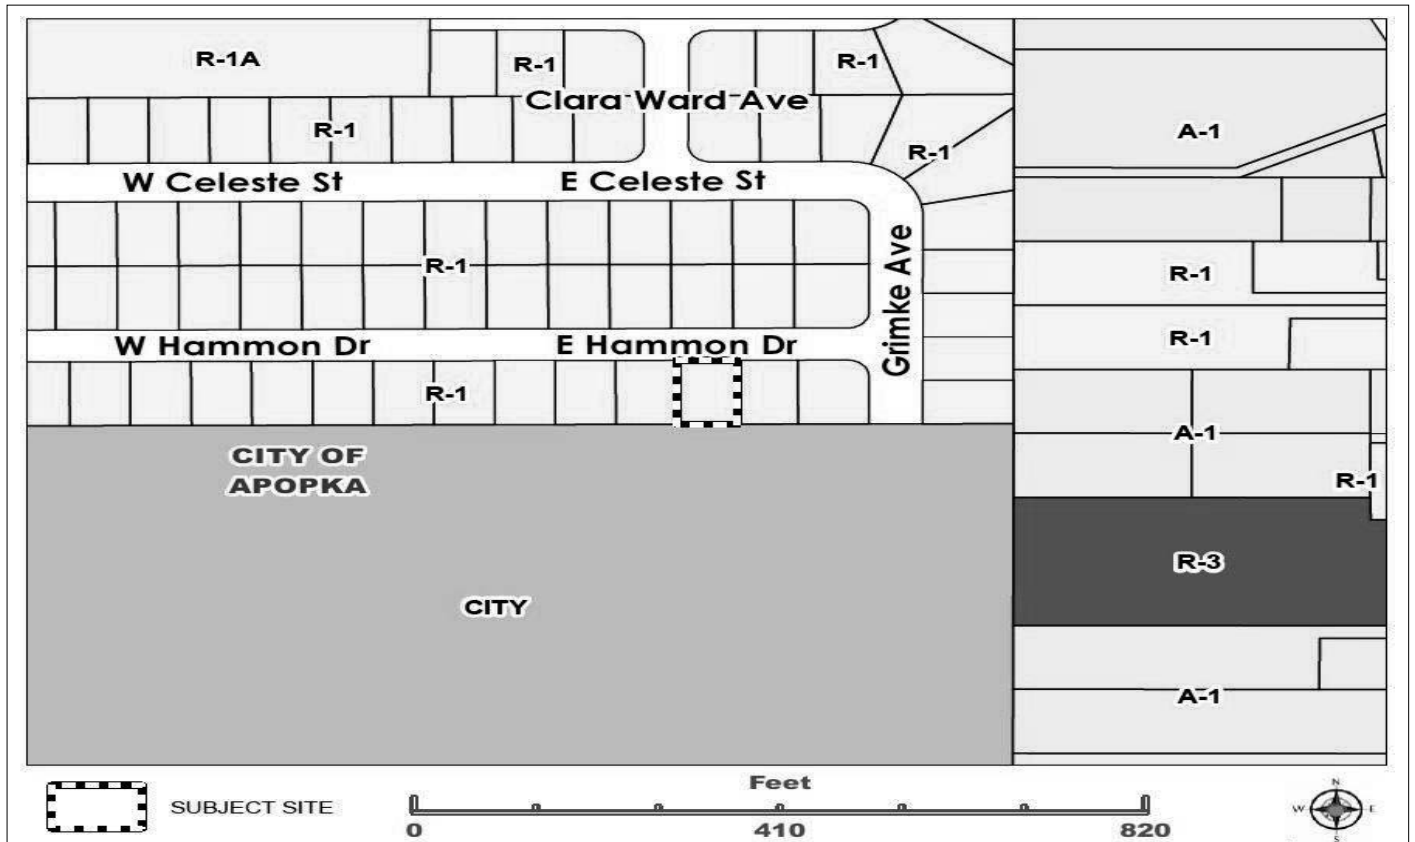 R-1A
R-1
R-1
Clara Ward Ave
R-1
A-1
R-1
W Celeste St
E Celeste St
R-1
Grimke Ave
R-1
W Hammon Dr
E Hammon Dr
R-1
R-1
A-1
CITY OF
APOPKA
R-1
R-3
CITY
A-1
Feet
SUBJECT SITE
0
410
820
N
W
E
S